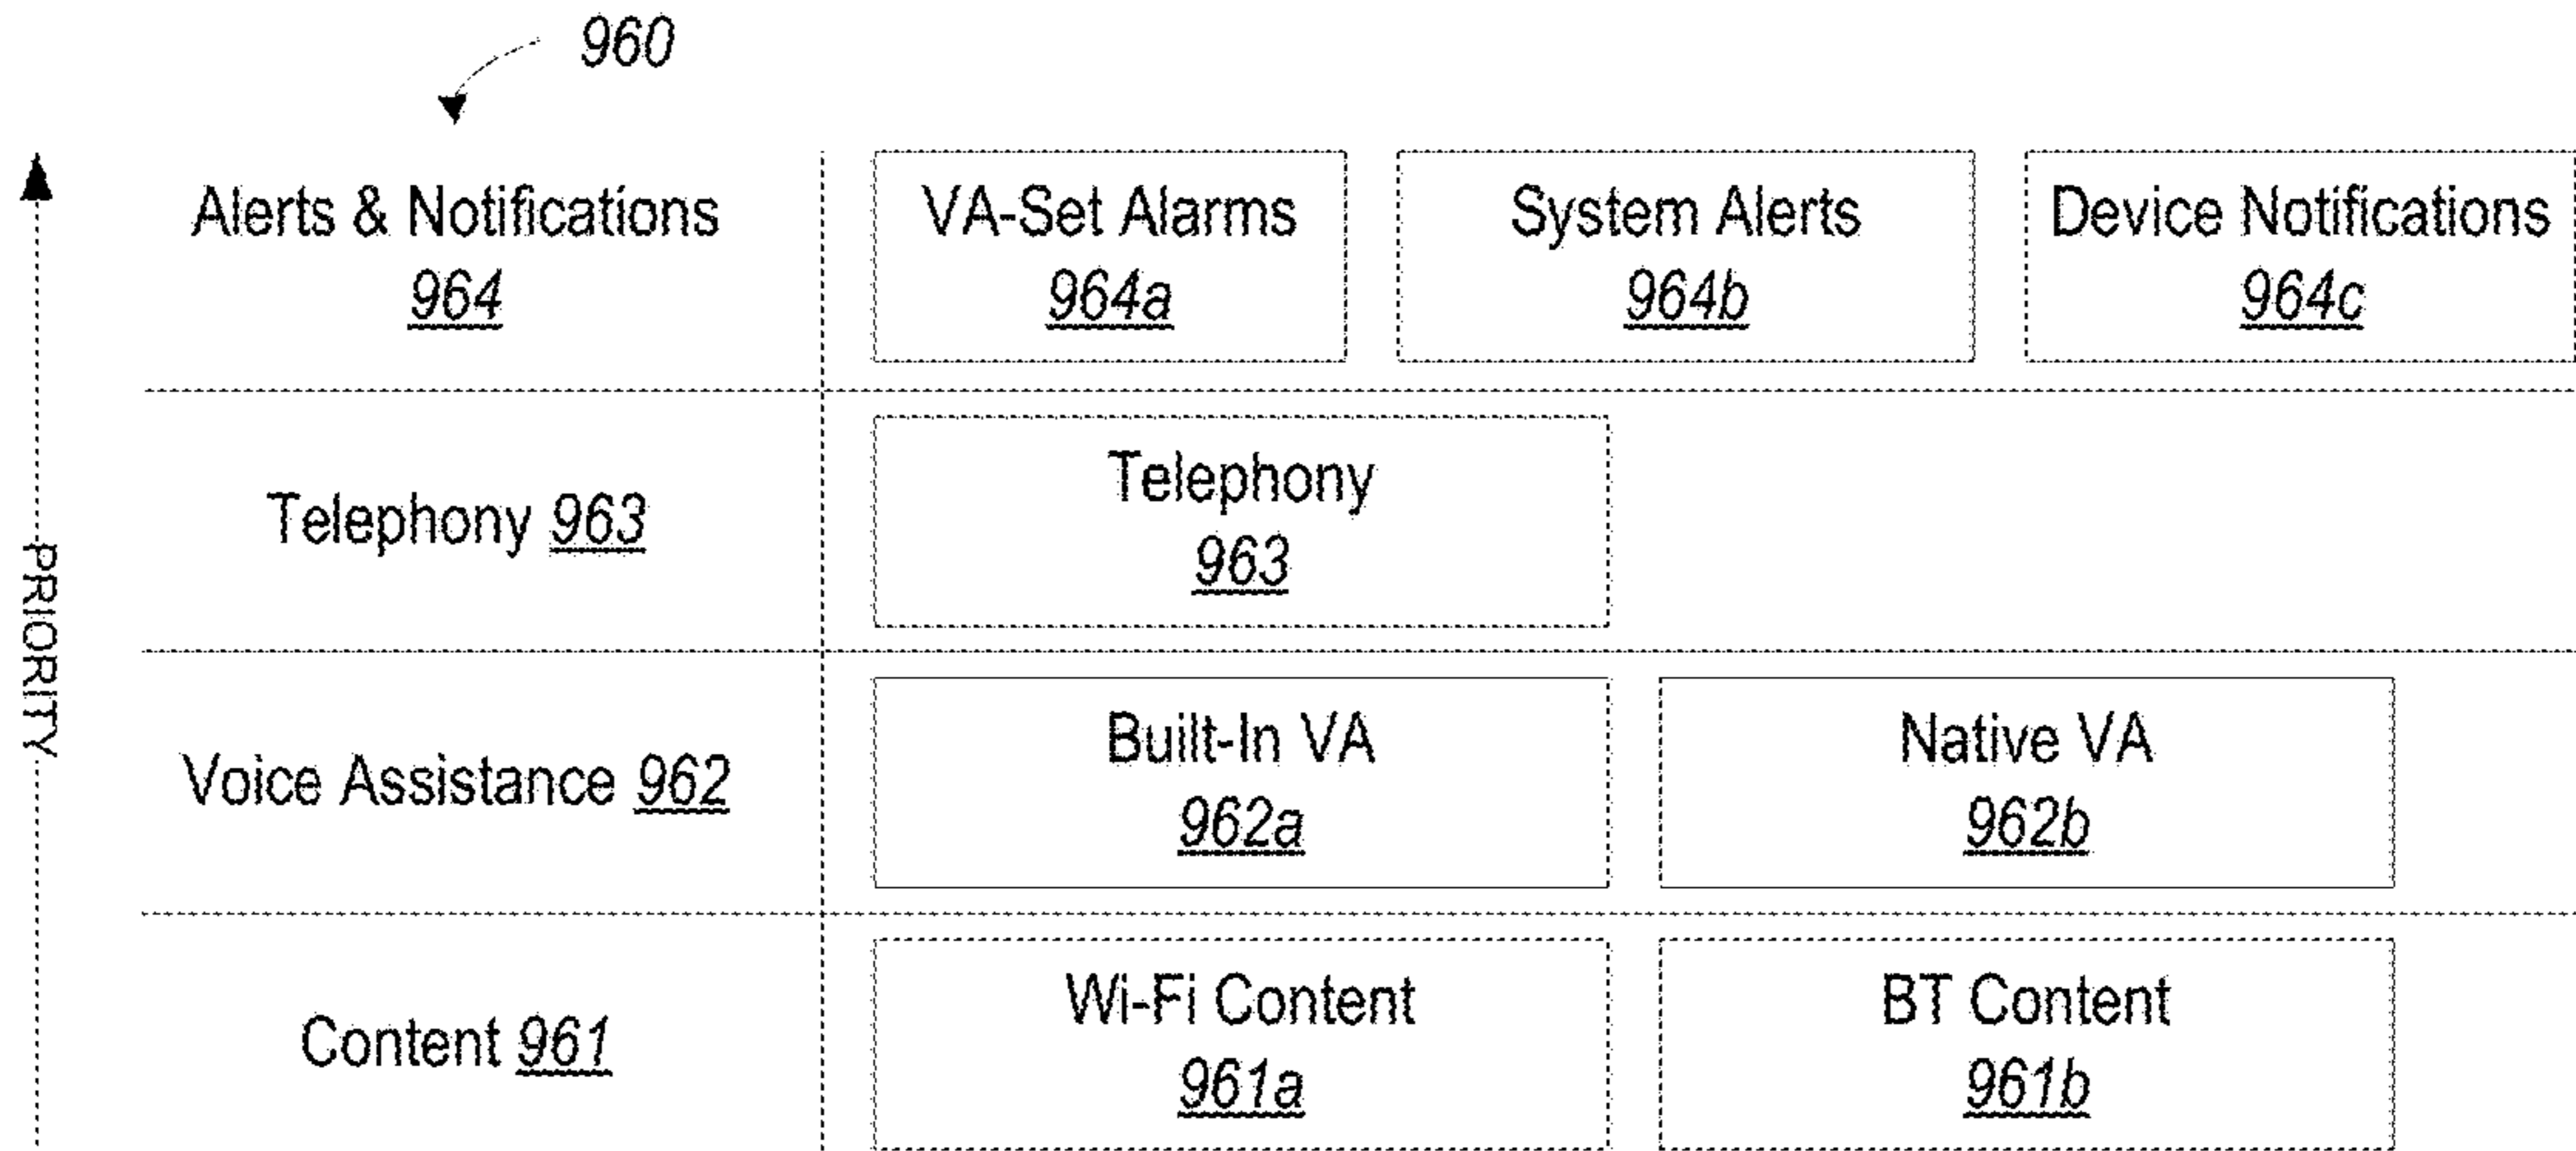 960
Alerts & Notifications
964
VA-Set Alarms
964a
System Alerts
964b
Device Notifications
964c
PRIORITY
Telephony 963
Telephony
963
Voice Assistance 962
Built-In VA
962a
Native VA
962b
Content 961
Wi-Fi Content
961a
BT Content
961b